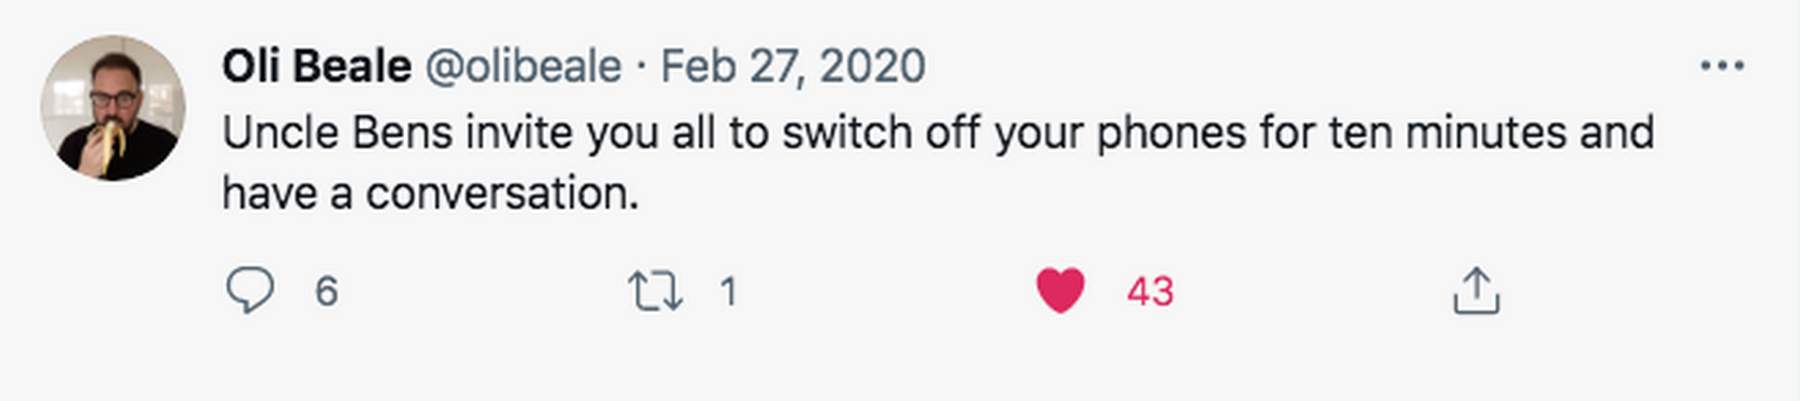 Oli Beale @olibeale · Feb 27, 2020
Uncle Bens invite you all to switch off your phones for ten minutes and
have a conversation.
6 1 43